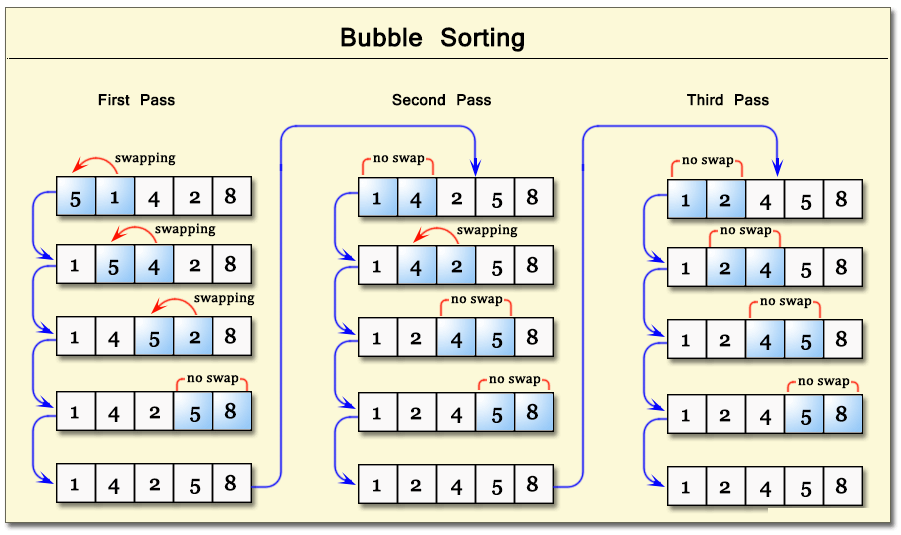 Bubble Sorting
First Pass
swapping
5 1 4 2 8
swapping
1 5 4 2 8
swapping
1 4 5 2 8
no swap
1 4 2 5 8
1 4 2 5 8
Second Pass
no swap
1 4 2 5 8
swapping
1 4 2 5 8
no swap
1 2 4 5 8
no swap
1 2 4 5 8
1 2 4 5 8
Third Pass
no swap
1 2 4 5 8
no swap
1 2 4 5 8
no swap
1 2 4 5 8
no swap
1 2 4 5 8
1 2 4 5 8